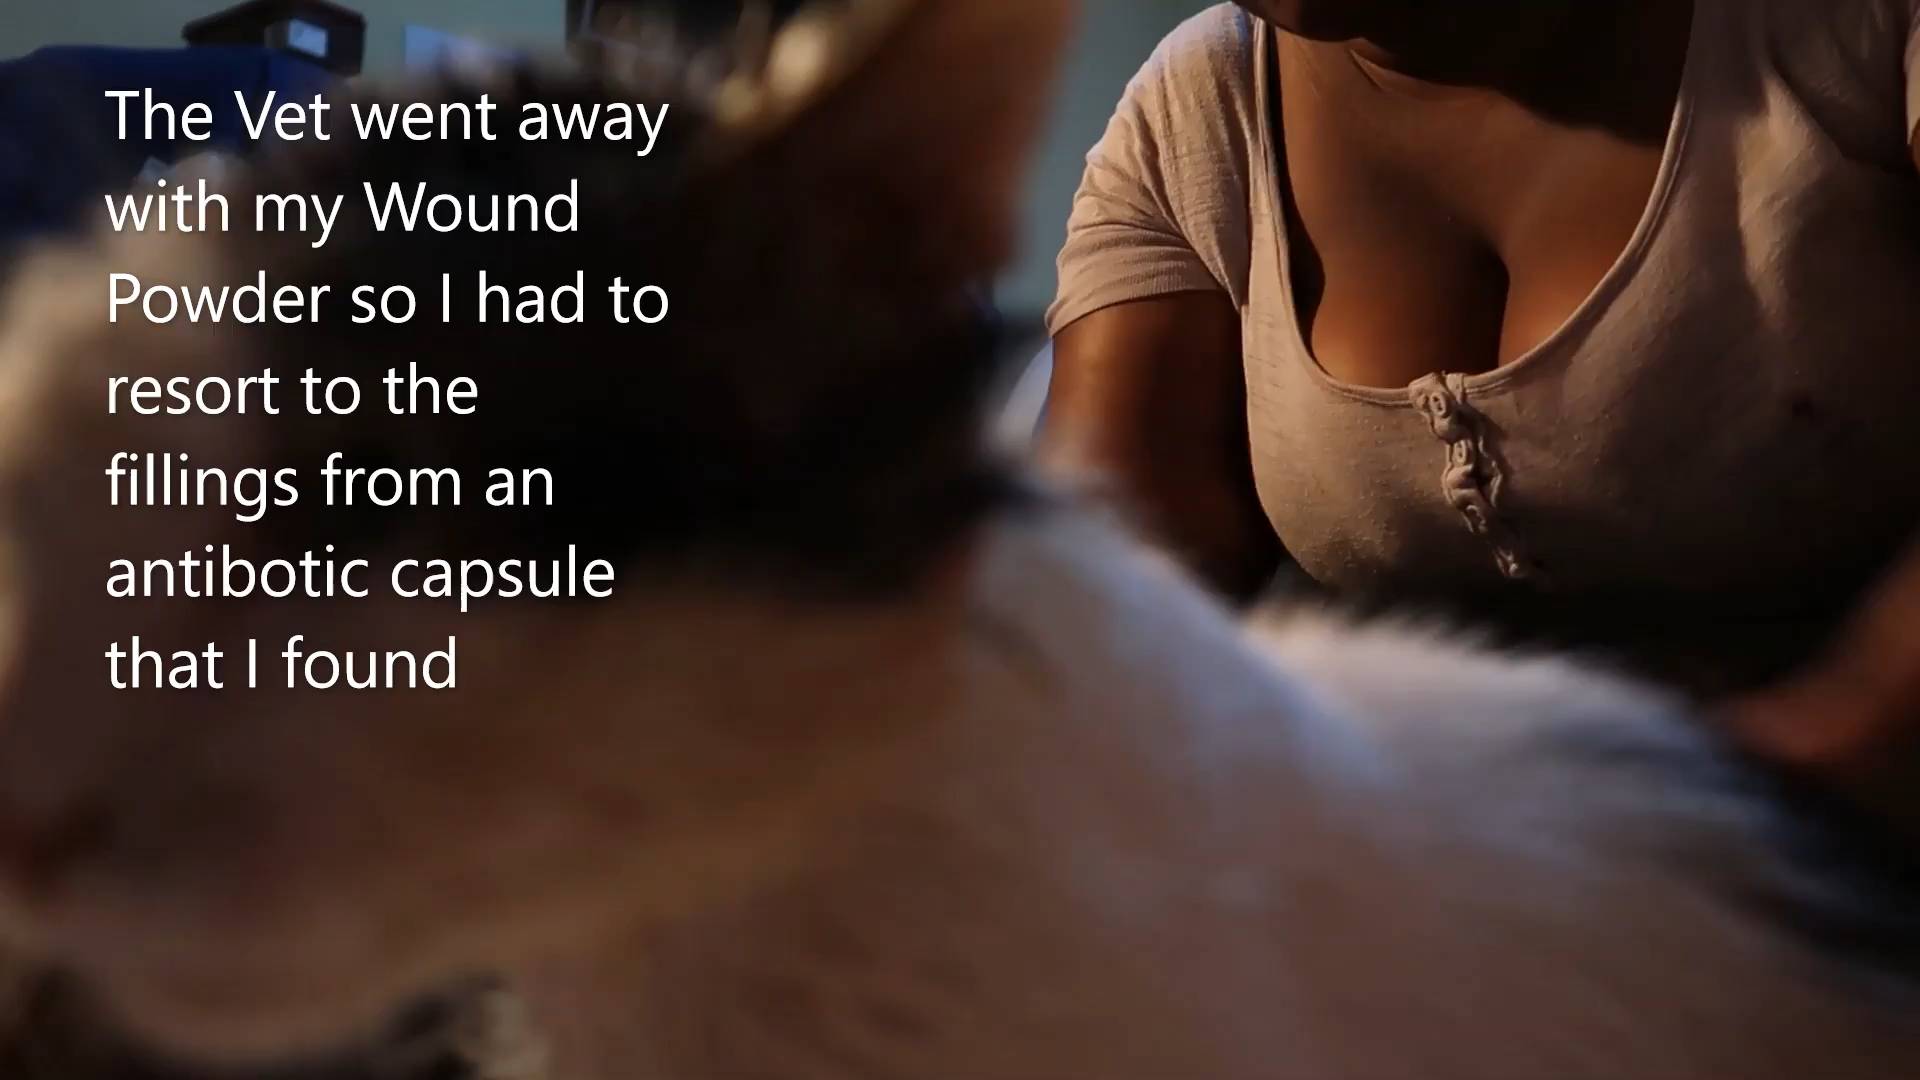 The Vet went away
with my Wound
Powder so I had to
resort to the
fillings from an
antibotic capsule
that I found